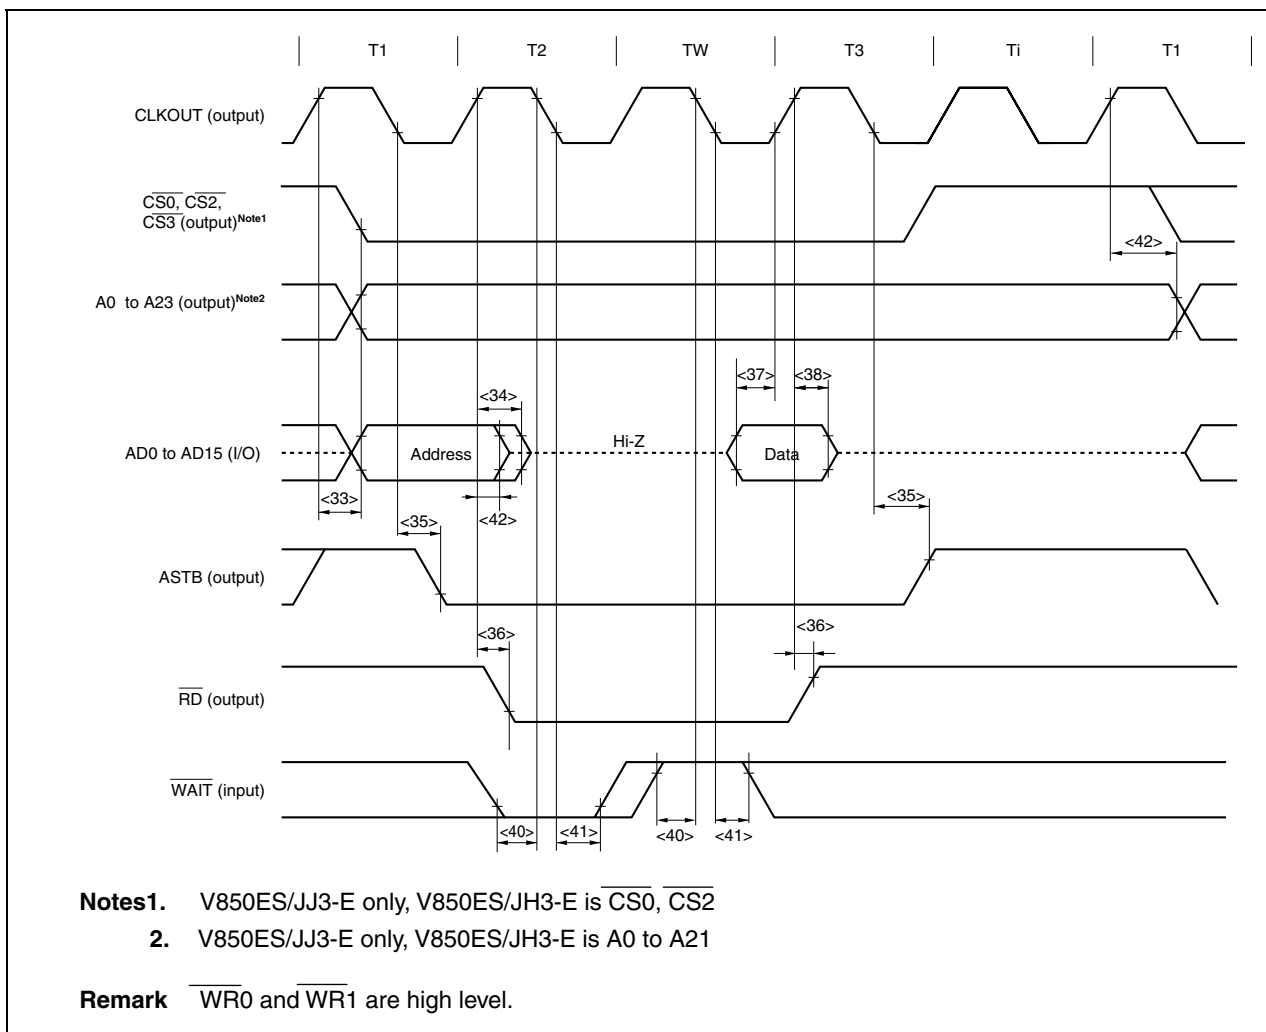 T1 T2 TW T3 Ti T1
CLKOUT (output)
CS0, CS2,
CS3 (output)Note1
<42>
A0 to A23 (output)Note2
<37> <38>
<34>
Hi-Z
AD0 to AD15 (I/O)
Address
Data
<33>
<35>
<42>
<35>
ASTB (output)
<36>
<36>
RD (output)
WAIT (input)
<40> <41> <40> <41>
Notes1. V850ES/JJ3-E only, V850ES/JH3-E is CS0, CS2
2. V850ES/JJ3-E only, V850ES/JH3-E is A0 to A21
Remark WR0 and WR1 are high level.